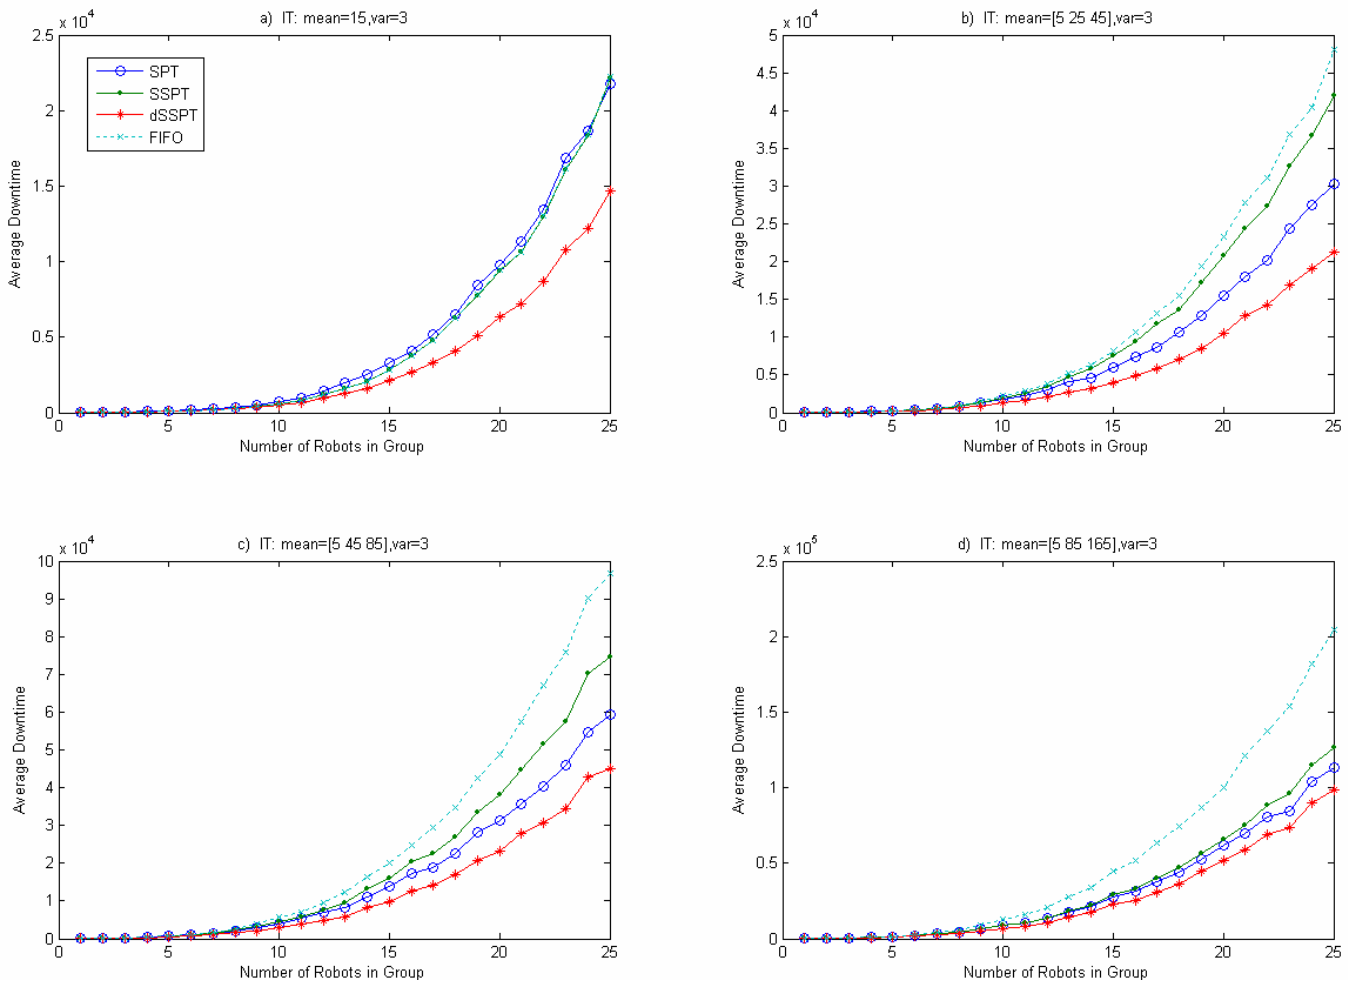 a) IT: mean=15,var=3
x 10^4
2.5
2
1.5
1
0.5
0
0 5 10 15 20 25
Average Downtime
Number of Robots in Group
SPT
SSPT
dSSPT
FIFO
b) IT: mean=[5 25 45],var=3
x 10^4
5
4.5
4
3.5
3
2.5
2
1.5
1
0.5
0
0 5 10 15 20 25
Average Downtime
Number of Robots in Group
c) IT: mean=[5 45 85],var=3
x 10^4
10
9
8
7
6
5
4
3
2
1
0
0 5 10 15 20 25
Average Downtime
Number of Robots in Group
d) IT: mean=[5 85 165],var=3
x 10^5
2.5
2
1.5
1
0.5
0
0 5 10 15 20 25
Average Downtime
Number of Robots in Group